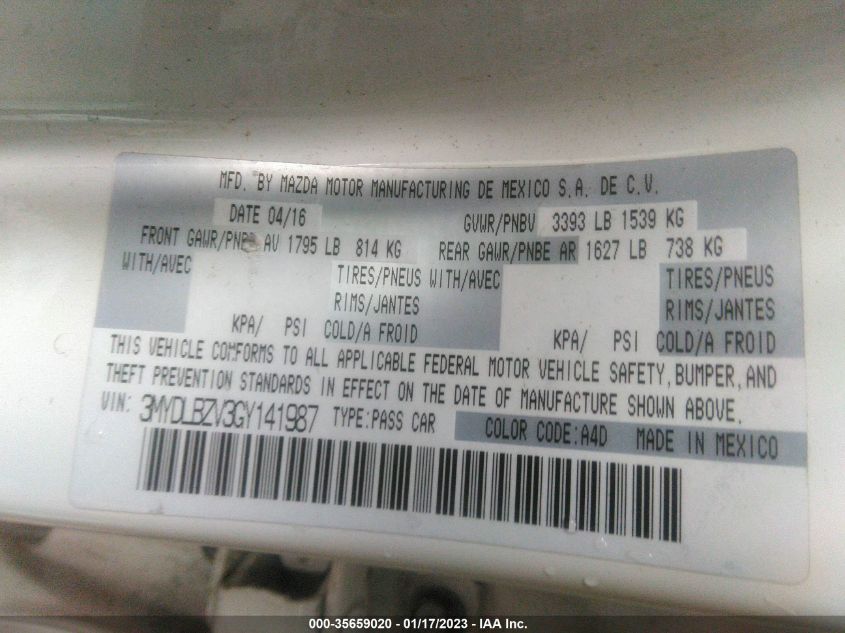 MFD. BY MAZDA MOTOR MANUFACTURING DE MEXICO S.A. DE C.V.
DATE 04/16 GVWR/PNBV 3393 LB 1539 KG
FRONT GAWR/PNBE AV 1795 LB 814 KG REAR GAWR/PNBE AR 1627 LB 738 KG
WITH/AVEC TIRES/PNEUS WITH/AVEC TIRES/PNEUS
RIMS/JANTES RIMS/JANTES
KPA/ PSI COLD/A FROID KPA/ PSI COLD/A FROID
THIS VEHICLE CONFORMS TO ALL APPLICABLE FEDERAL MOTOR VEHICLE SAFETY, BUMPER, AND
THEFT PREVENTION STANDARDS IN EFFECT ON THE DATE OF MANUFACTURE SHOWN ABOVE.
VIN: 3MYDLBZV3GY141987 TYPE:PASS CAR COLOR CODE:A4D MADE IN MEXICO
000-35659020 - 01/17/2023 - IAA Inc.